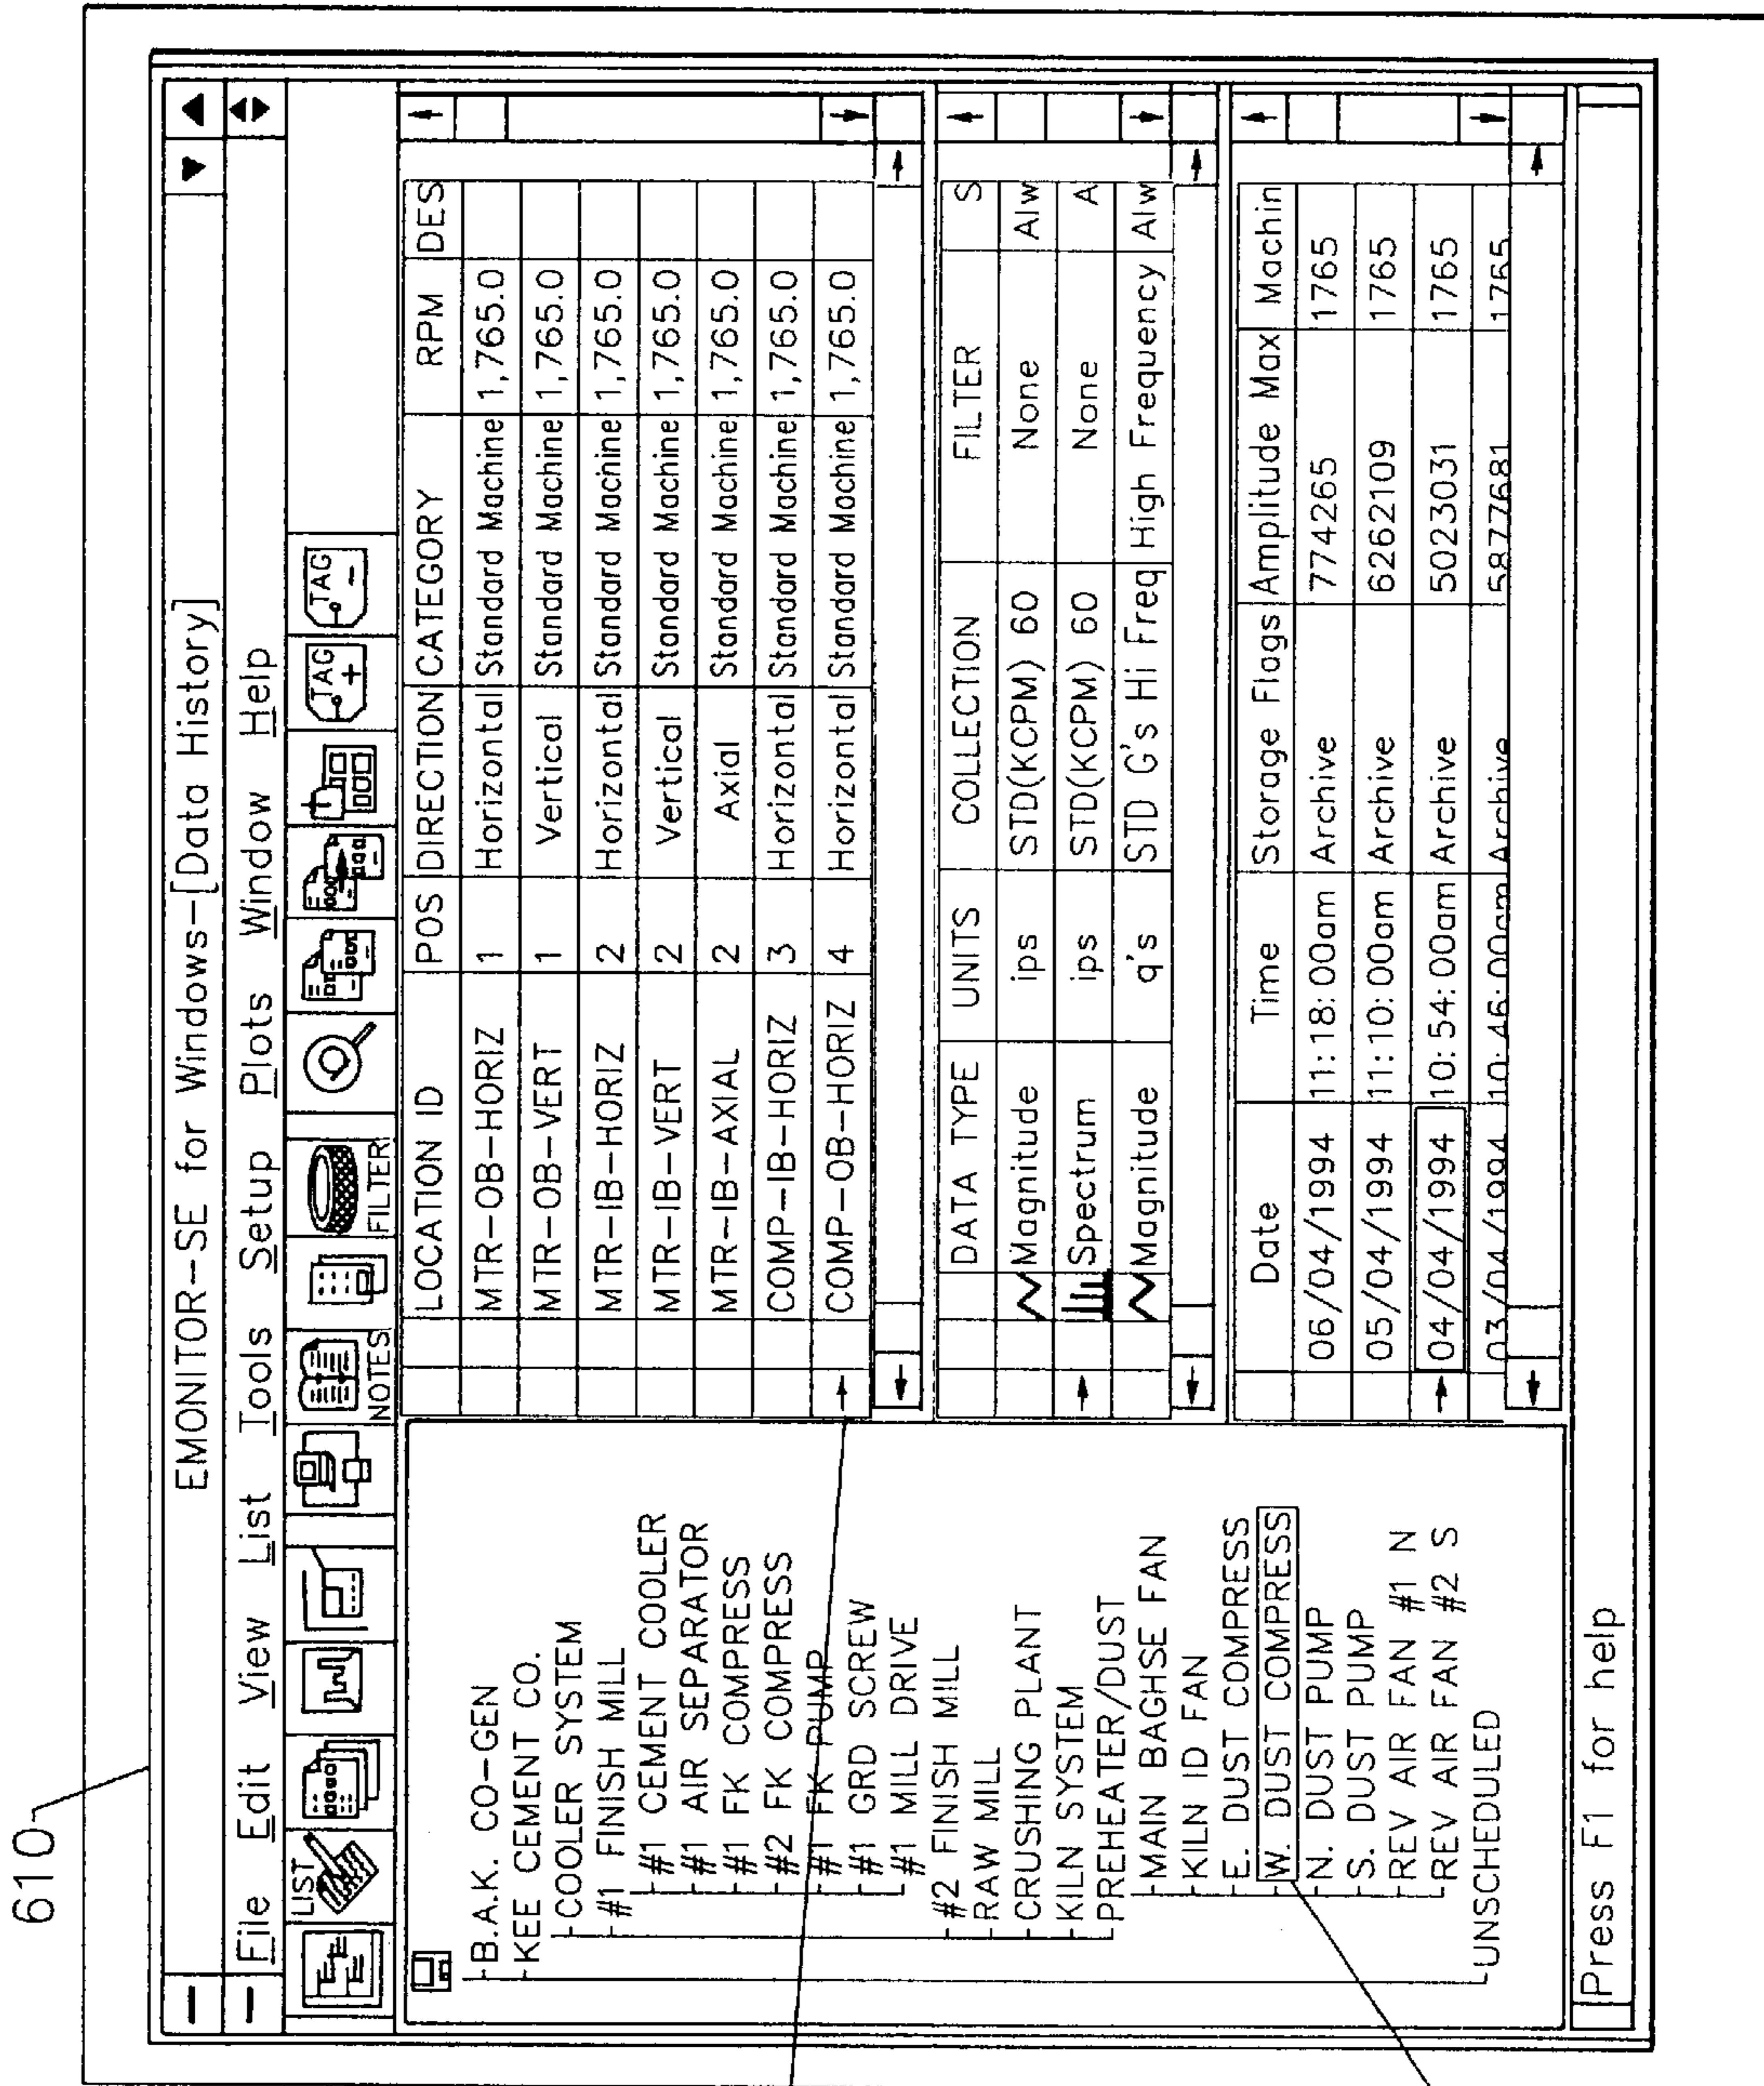 610
EMONITOR-SE for Windows-[Data History]
File Edit View List Tools Setup Plots Window Help
LIST NOTES FILTER TAG + TAG -
B.A.K. CO-GEN
KEE CEMENT CO.
COOLER SYSTEM
#1 FINISH MILL
#1 CEMENT COOLER
#1 AIR SEPARATOR
#1 FK COMPRESS
#2 FK COMPRESS
#1 FK PUMP
#1 GRD SCREW
#1 MILL DRIVE
#2 FINISH MILL
RAW MILL
CRUSHING PLANT
KILN SYSTEM
PREHEATER/DUST
MAIN BAGHSE FAN
KILN ID FAN
E. DUST COMPRESS
W. DUST COMPRESS
N. DUST PUMP
S. DUST PUMP
REV AIR FAN #1 N
REV AIR FAN #2 S
UNSCHEDULED
LOCATION ID POS DIRECTION CATEGORY RPM DES
MTR-OB-HORIZ 1 Horizontal Standard Machine 1,765.0
MTR-OB-VERT 1 Vertical Standard Machine 1,765.0
MTR-IB-HORIZ 2 Horizontal Standard Machine 1,765.0
MTR-IB-VERT 2 Vertical Standard Machine 1,765.0
MTR-IB-AXIAL 2 Axial Standard Machine 1,765.0
COMP-IB-HORIZ 3 Horizontal Standard Machine 1,765.0
COMP-OB-HORIZ 4 Horizontal Standard Machine 1,765.0
DATA TYPE UNITS COLLECTION FILTER S
Magnitude ips STD(KCPM) 60 None Alw
Spectrum ips STD(KCPM) 60 None A
Magnitude q's STD G's Hi Freq High Frequency Alw
Date Time Storage Flags Amplitude Max Machin
06/04/1994 11:18:00am Archive 774265 1765
05/04/1994 11:10:00am Archive 6262109 1765
04/04/1994 10:54:00am Archive 5023031 1765
03/04/1994 10:46:00am Archive 5877681 1765
Press F1 for help